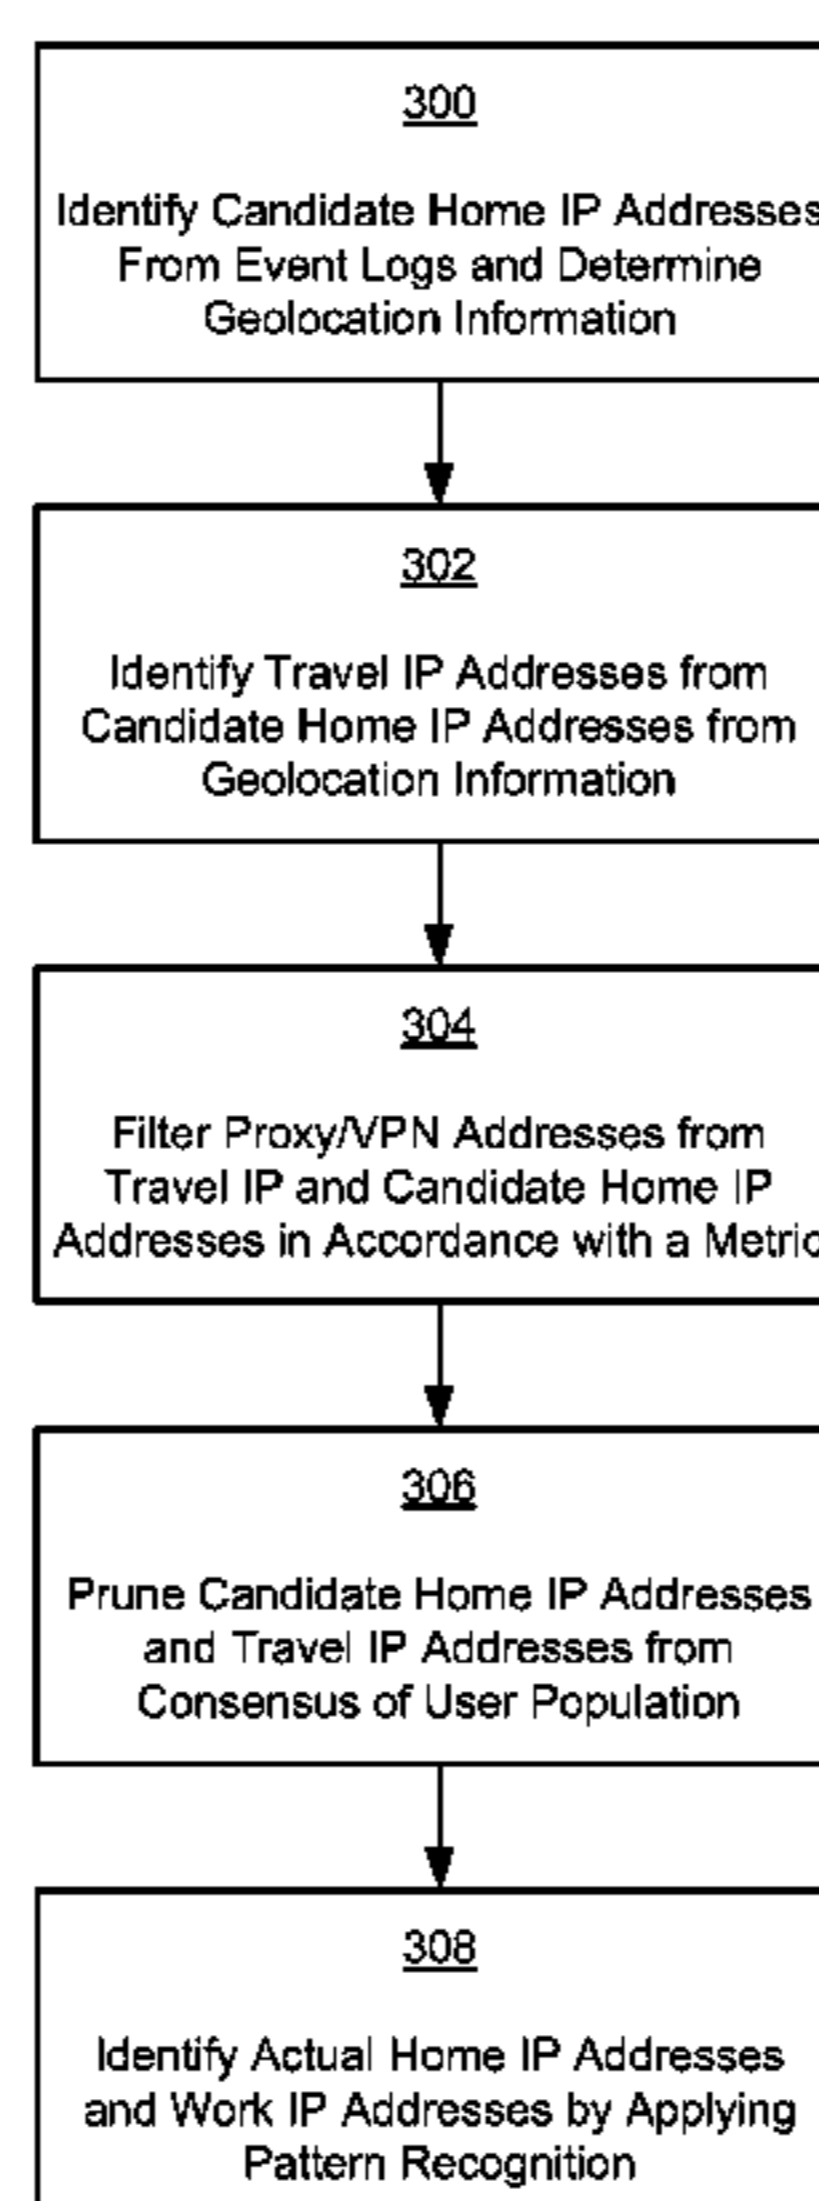 300
Identify Candidate Home IP Addresses
From Event Logs and Determine
Geolocation Information
302
Identify Travel IP Addresses from
Candidate Home IP Addresses from
Geolocation Information
304
Filter Proxy/VPN Addresses from
Travel IP and Candidate Home IP
Addresses in Accordance with a Metric
306
Prune Candidate Home IP Addresses
and Travel IP Addresses from
Consensus of User Population
308
Identify Actual Home IP Addresses
and Work IP Addresses by Applying
Pattern Recognition